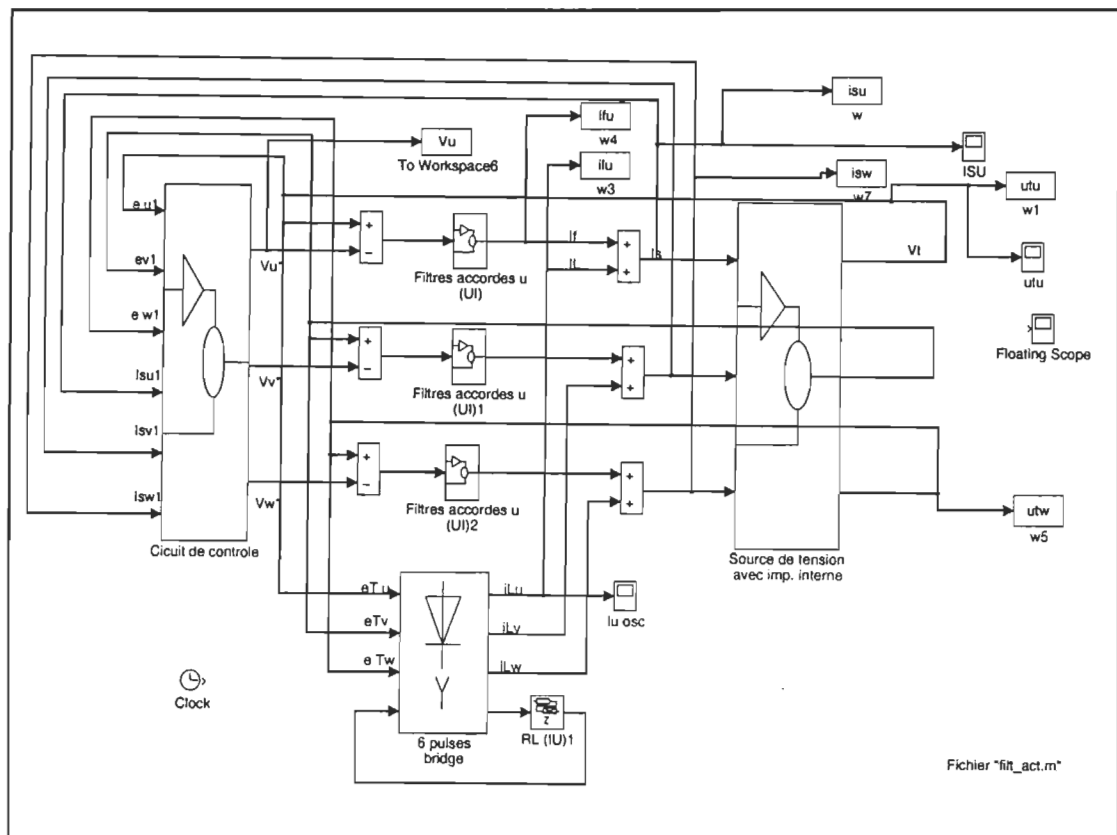 isu
w
Ifu
w4
Vu
To Workspace6
ISU
ilu
w3
isw
w7
utu
w1
e u1
+
−
If
+
Is
Vt
Vu*
IL
+
Filtres accordes u
(UI)
utu
ev1
e w1
Floating Scope
+
−
+
+
Vv*
Isu1
Filtres accordes u
(UI)1
Isv1
+
−
+
+
Isw1
Vw*
Filtres accordes u
(UI)2
utw
w5
Cicuit de controle
Source de tension
avec imp. interne
eT u
iLu
Iu osc
eTv
iLv
e Tw
iLw
Clock
z
RL (IU)1
6 pulses
bridge
Fichier "filt_act.m"